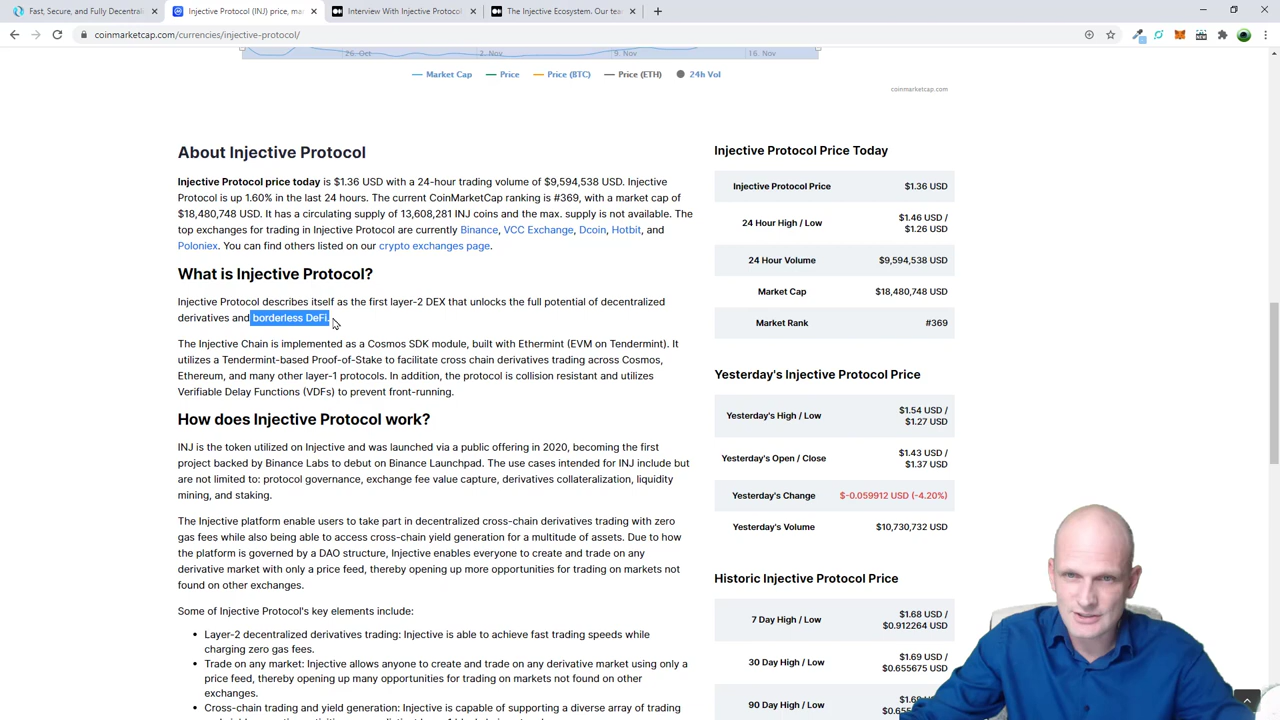 Fast, Secure, and Fully Decentral
Injective Protocol (INJ) price, ma
Interview With Injective Protocol
The Injective Ecosystem. Our tea
coinmarketcap.com/currencies/injective-protocol/
26. Oct
2. Nov
9. Nov
16. Nov
Market Cap
Price
Price (BTC)
Price (ETH)
24h Vol
coinmarketcap.com
About Injective Protocol
Injective Protocol price today is $1.36 USD with a 24-hour trading volume of $9,594,538 USD. Injective
Protocol is up 1.60% in the last 24 hours. The current CoinMarketCap ranking is #369, with a market cap of
$18,480,748 USD. It has a circulating supply of 13,608,281 INJ coins and the max. supply is not available. The
top exchanges for trading in Injective Protocol are currently Binance, VCC Exchange, Dcoin, Hotbit, and
Poloniex. You can find others listed on our crypto exchanges page.
What is Injective Protocol?
Injective Protocol describes itself as the first layer-2 DEX that unlocks the full potential of decentralized
derivatives and borderless DeFi.
The Injective Chain is implemented as a Cosmos SDK module, built with Ethermint (EVM on Tendermint). It
utilizes a Tendermint-based Proof-of-Stake to facilitate cross chain derivatives trading across Cosmos,
Ethereum, and many other layer-1 protocols. In addition, the protocol is collision resistant and utilizes
Verifiable Delay Functions (VDFs) to prevent front-running.
How does Injective Protocol work?
INJ is the token utilized on Injective and was launched via a public offering in 2020, becoming the first
project backed by Binance Labs to debut on Binance Launchpad. The use cases intended for INJ include but
are not limited to: protocol governance, exchange fee value capture, derivatives collateralization, liquidity
mining, and staking.
The Injective platform enable users to take part in decentralized cross-chain derivatives trading with zero
gas fees while also being able to access cross-chain yield generation for a multitude of assets. Due to how
the platform is governed by a DAO structure, Injective enables everyone to create and trade on any
derivative market with only a price feed, thereby opening up more opportunities for trading on markets not
found on other exchanges.
Some of Injective Protocol's key elements include:
Layer-2 decentralized derivatives trading: Injective is able to achieve fast trading speeds while
charging zero gas fees.
Trade on any market: Injective allows anyone to create and trade on any derivative market using only a
price feed, thereby opening up many opportunities for trading on markets not found on other
exchanges.
Cross-chain trading and yield generation: Injective is capable of supporting a diverse array of trading
Injective Protocol Price Today
Injective Protocol Price $1.36 USD
24 Hour High / Low $1.46 USD /
$1.26 USD
24 Hour Volume $9,594,538 USD
Market Cap $18,480,748 USD
Market Rank #369
Yesterday's Injective Protocol Price
Yesterday's High / Low $1.54 USD /
$1.27 USD
Yesterday's Open / Close $1.43 USD /
$1.37 USD
Yesterday's Change $-0.059912 USD (-4.20%)
Yesterday's Volume $10,730,732 USD
Historic Injective Protocol Price
7 Day High / Low $1.68 USD /
$0.912264 USD
30 Day High / Low $1.69 USD /
$0.655675 USD
90 Day High / Low